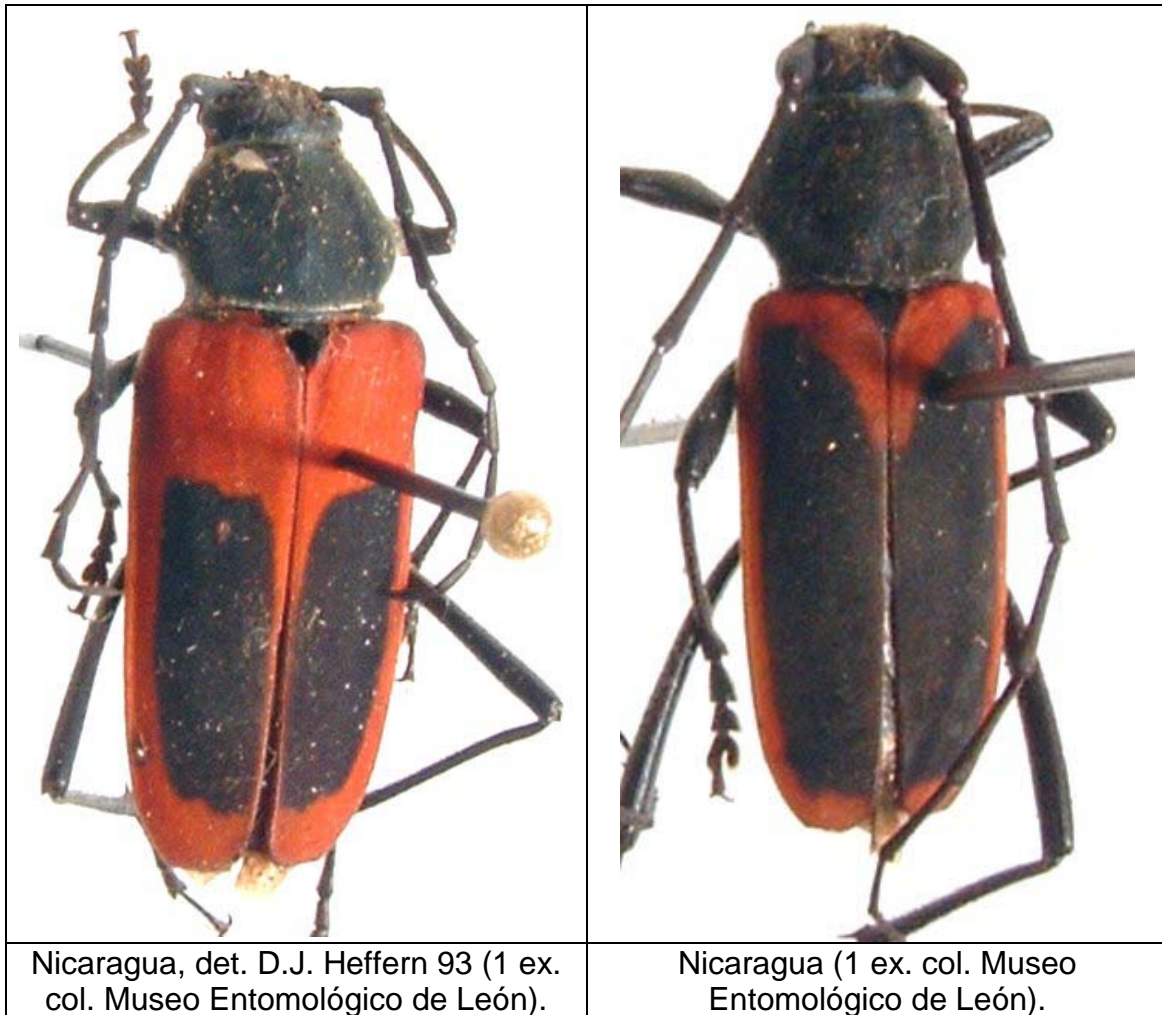 Nicaragua, det. D.J. Heffern 93 (1 ex.
col. Museo Entomológico de León).
Nicaragua (1 ex. col. Museo
Entomológico de León).